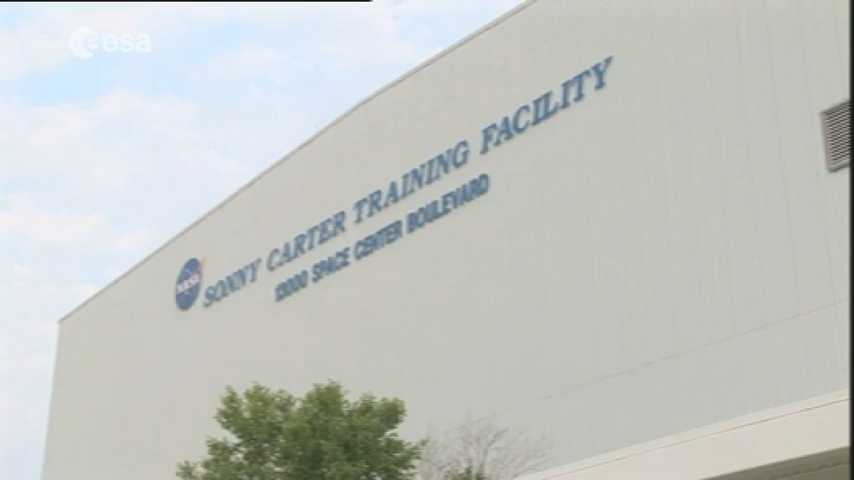 esa
NASA
SONNY CARTER TRAINING FACILITY
13000 SPACE CENTER BOULEVARD